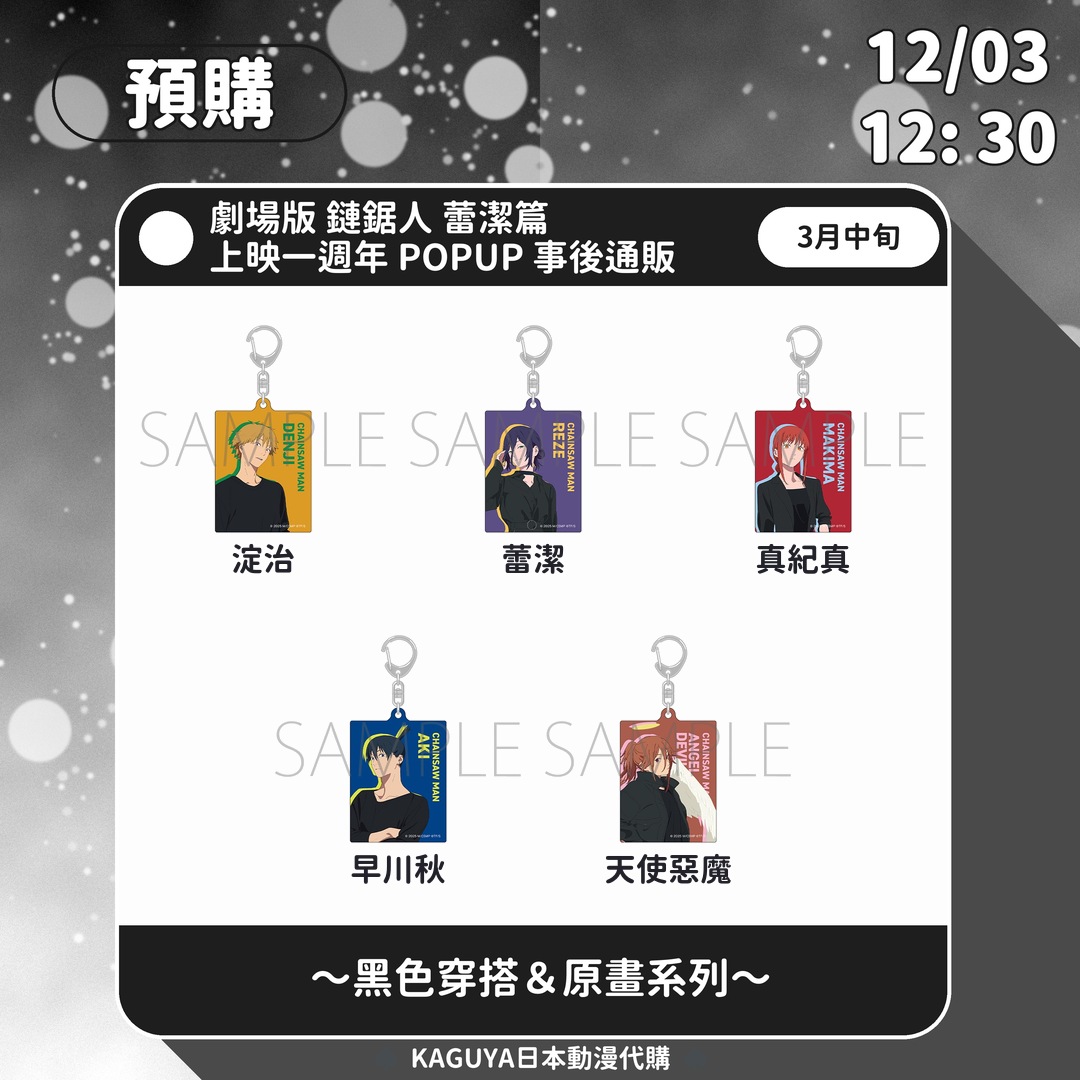 預購
12/03
12: 30
劇場版 鏈鋸人 蕾潔篇
上映一週年 POPUP 事後通販
3月中旬
SAMPLE SAMPLE SAMPLE
CHAINSAW MAN
DENJI
CHAINSAW MAN
REZE
CHAINSAW MAN
MAKIMA
淀治
蕾潔
真紀真
SAMPLE SAMPLE
CHAINSAW MAN
AKI
CHAINSAW MAN
ANGEL
早川秋
天使惡魔
～黑色穿搭＆原畫系列～
KAGUYA日本動漫代購